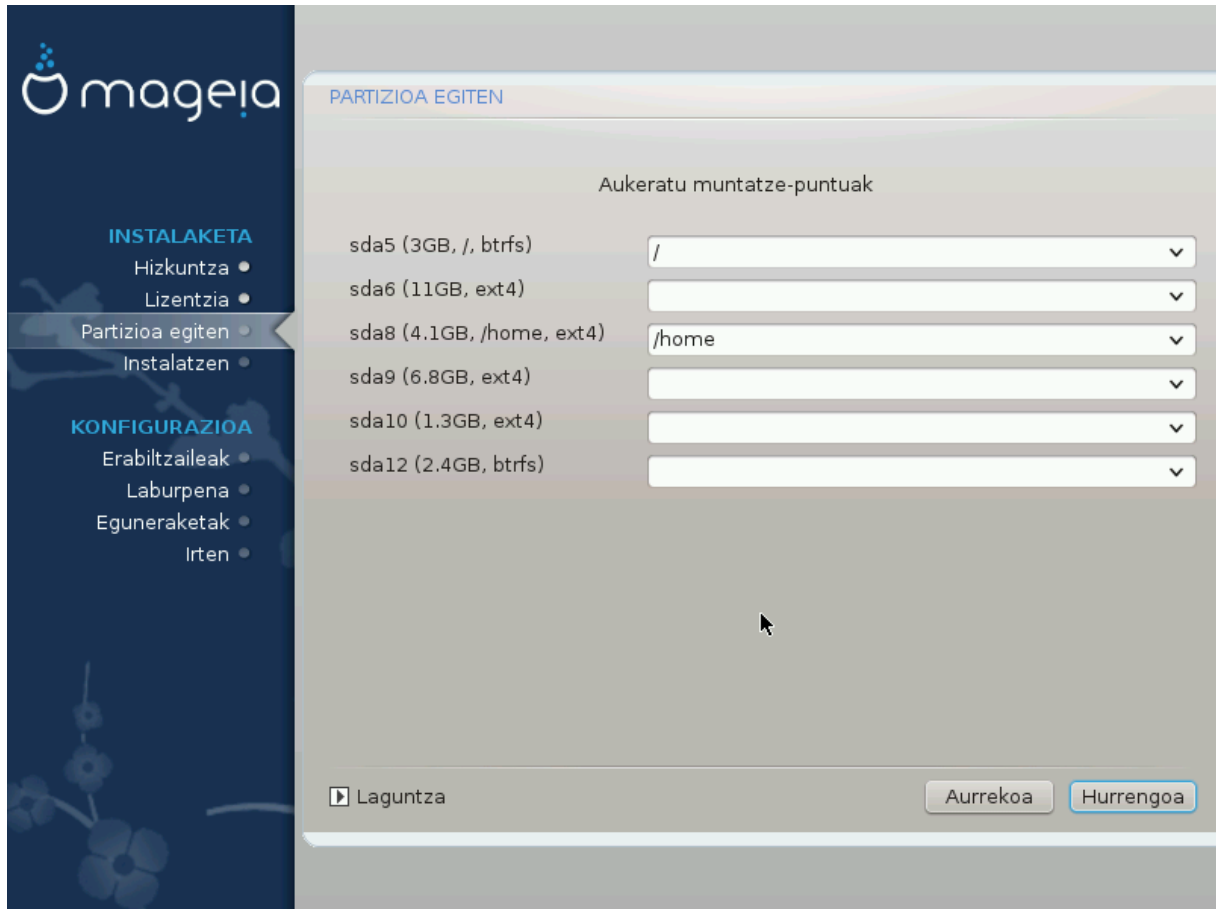 mageia
INSTALAKETA
Hizkuntza
Lizentzia
Partizioa egiten
Instalatzen
KONFIGURAZIOA
Erabiltzaileak
Laburpena
Eguneraketak
Irten
PARTIZIOA EGITEN
Aukeratu muntatze-puntuak
sda5 (3GB, /, btrfs) /
sda6 (11GB, ext4)
sda8 (4.1GB, /home, ext4) /home
sda9 (6.8GB, ext4)
sda10 (1.3GB, ext4)
sda12 (2.4GB, btrfs)
Laguntza Aurrekoa Hurrengoa